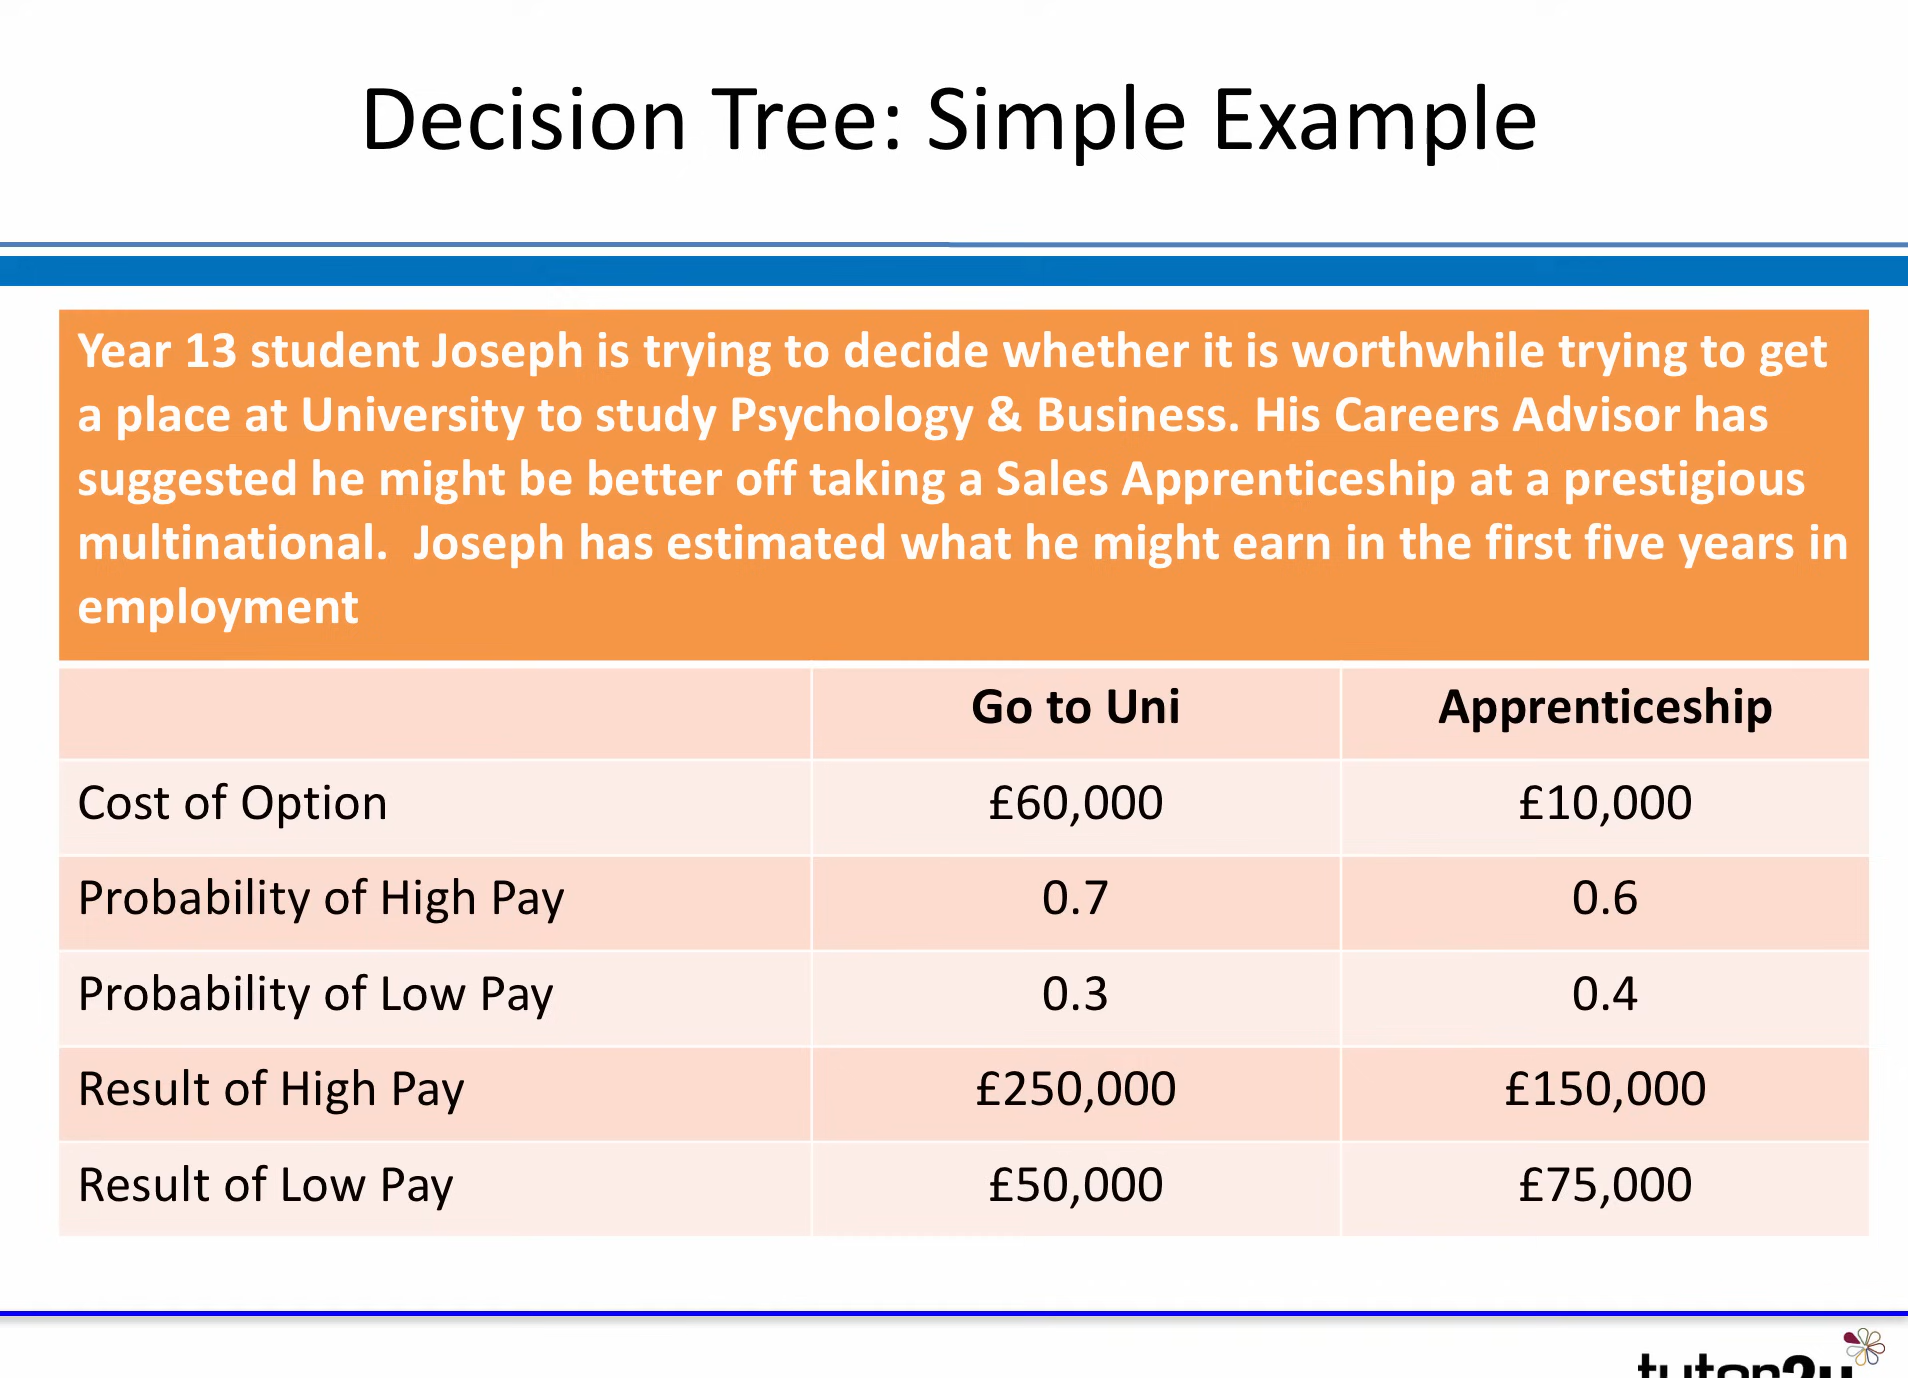 Decision Tree: Simple Example
Year 13 student Joseph is trying to decide whether it is worthwhile trying to get
a place at University to study Psychology & Business. His Careers Advisor has
suggested he might be better off taking a Sales Apprenticeship at a prestigious
multinational.  Joseph has estimated what he might earn in the first five years in
employment
Go to Uni Apprenticeship
Cost of Option £60,000 £10,000
Probability of High Pay 0.7 0.6
Probability of Low Pay 0.3 0.4
Result of High Pay £250,000 £150,000
Result of Low Pay £50,000 £75,000
tutor2u